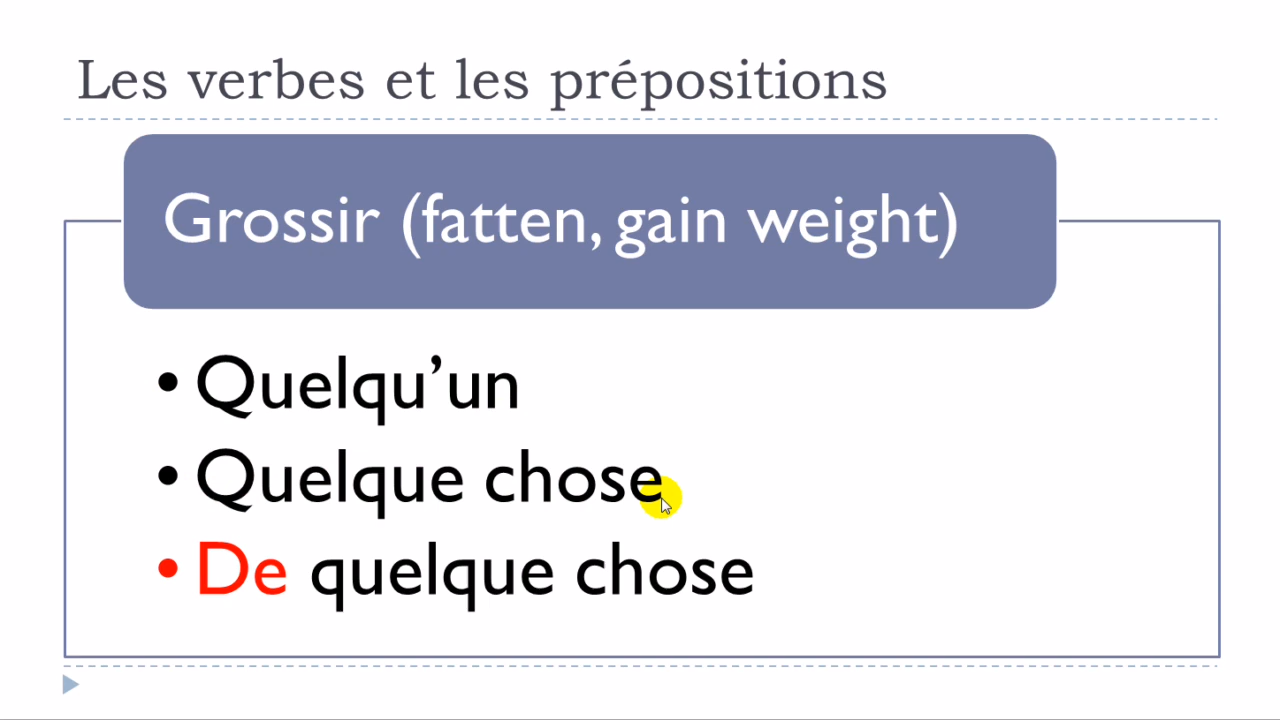 Les verbes et les prépositions
Grossir (fatten, gain weight)
• Quelqu’un
• Quelque chose
• De quelque chose